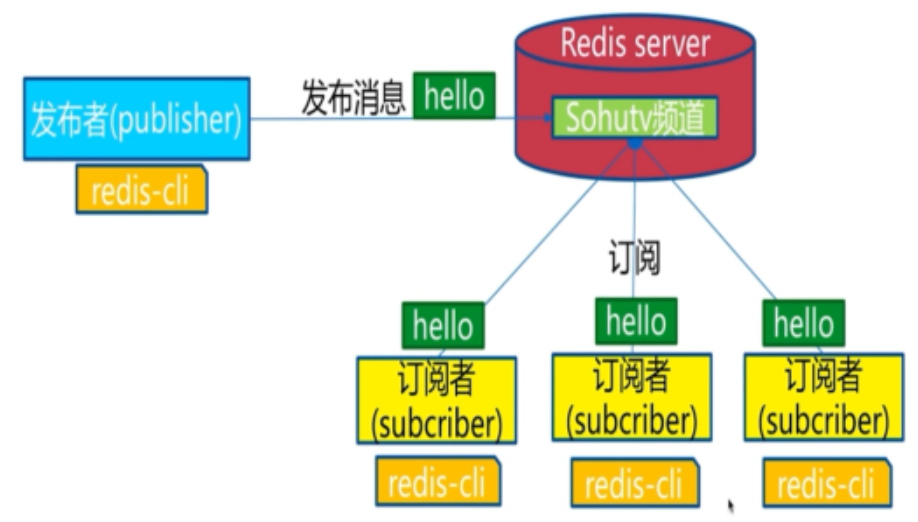 Redis server
发布消息
hello
发布者(publisher)
Sohutv频道
redis-cli
订阅
hello
hello
hello
订阅者
(subcriber)
订阅者
(subcriber)
订阅者
(subcriber)
redis-cli
redis-cli
redis-cli